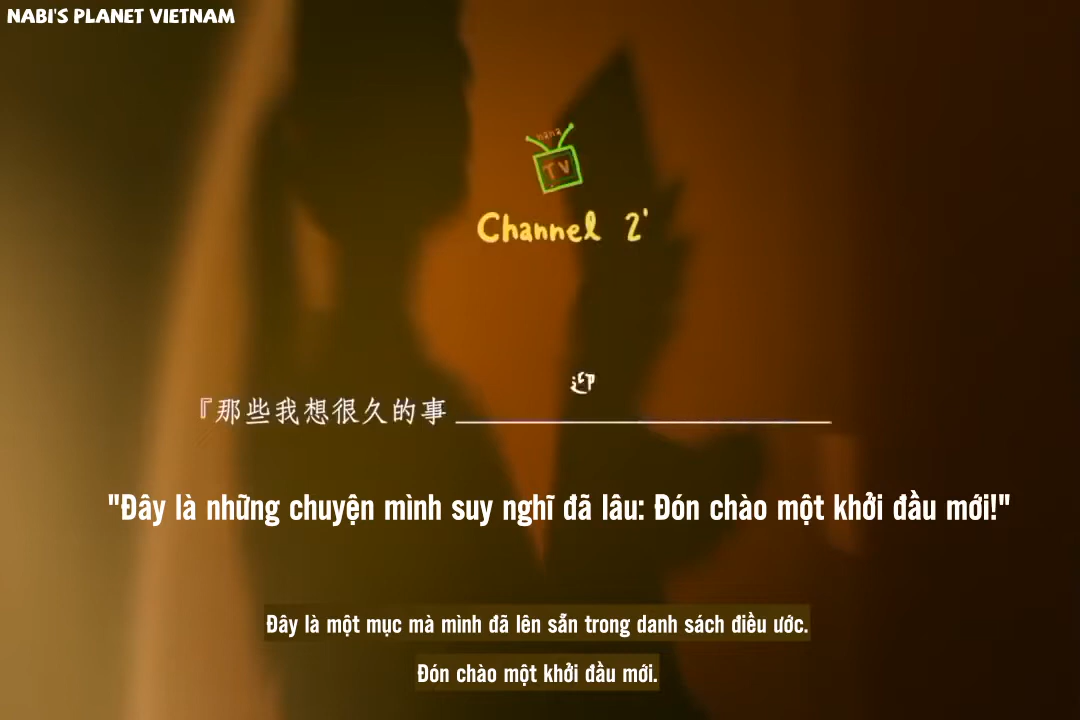 NABI'S PLANET VIETNAM
nana
TV
Channel 2'
迎
『那些我想很久的事
"Đây là những chuyện mình suy nghĩ đã lâu: Đón chào một khởi đầu mới!"
Đây là một mục mà mình đã lên sẵn trong danh sách điều ước.
Đón chào một khởi đầu mới.